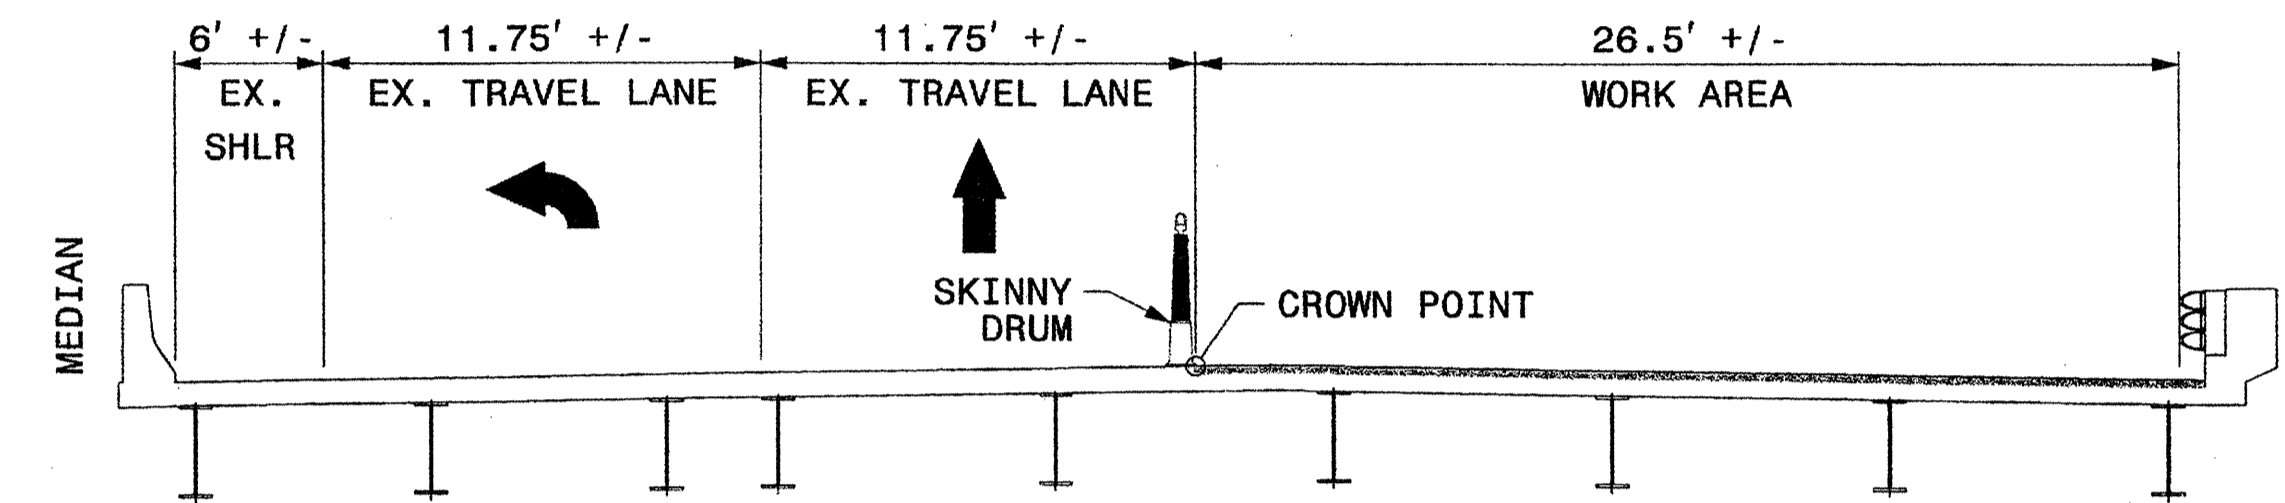 6' +/-
11.75' +/-
11.75' +/-
26.5' +/-
EX.
SHLR
EX. TRAVEL LANE
EX. TRAVEL LANE
WORK AREA
MEDIAN
SKINNY
DRUM
CROWN POINT